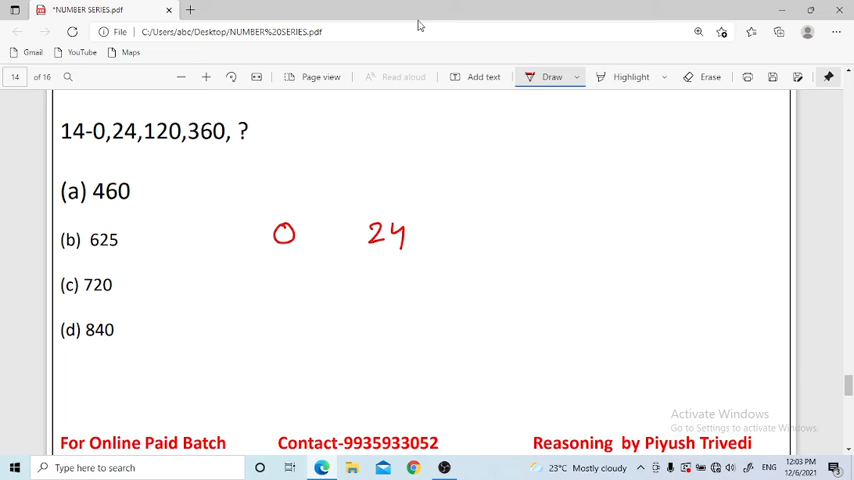 *NUMBER SERIES.pdf
File C:/Users/abc/Desktop/NUMBER%20SERIES.pdf
Gmail YouTube Maps
14 of 16 Page view Read aloud Add text Draw Highlight Erase
14-0,24,120,360, ?
(a) 460
(b) 625
(c) 720
(d) 840
0 24
Activate Windows
Go to Settings to activate Windows.
For Online Paid Batch Contact-9935933052 Reasoning by Piyush Trivedi
Type here to search 23°C Mostly cloudy ENG 12:03 PM
12/6/2021